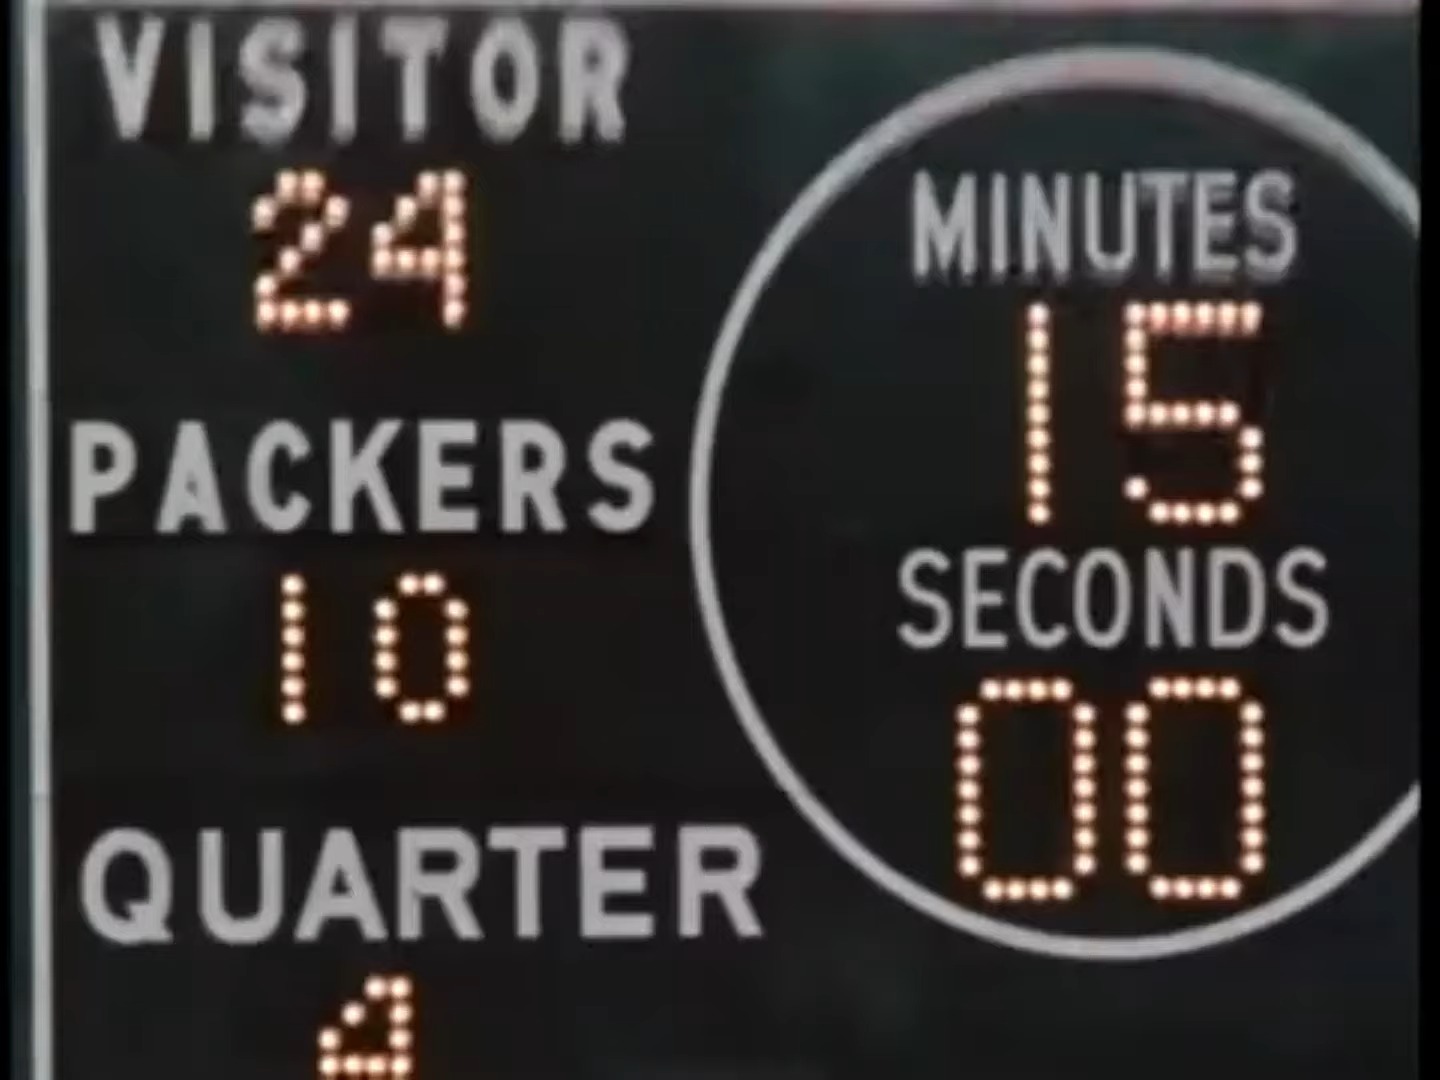 VISITOR
24
PACKERS
10
QUARTER
4
MINUTES
15
SECONDS
00